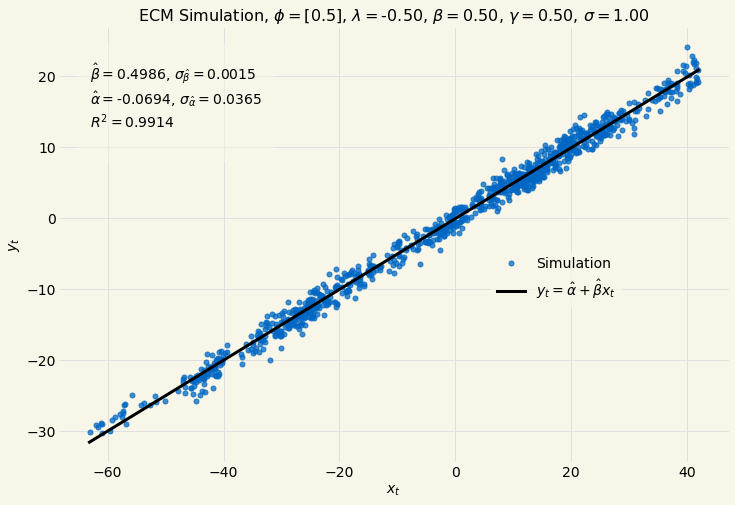 ECM Simulation, ϕ = [0.5], λ = -0.50, β = 0.50, γ = 0.50, σ = 1.00
β̂ = 0.4986, σ_β̂ = 0.0015
α̂ = -0.0694, σ_α̂ = 0.0365
R² = 0.9914
20
10
0
−10
−20
−30
y_t
Simulation
y_t = α̂ + β̂x_t
−60 −40 −20 0 20 40
x_t